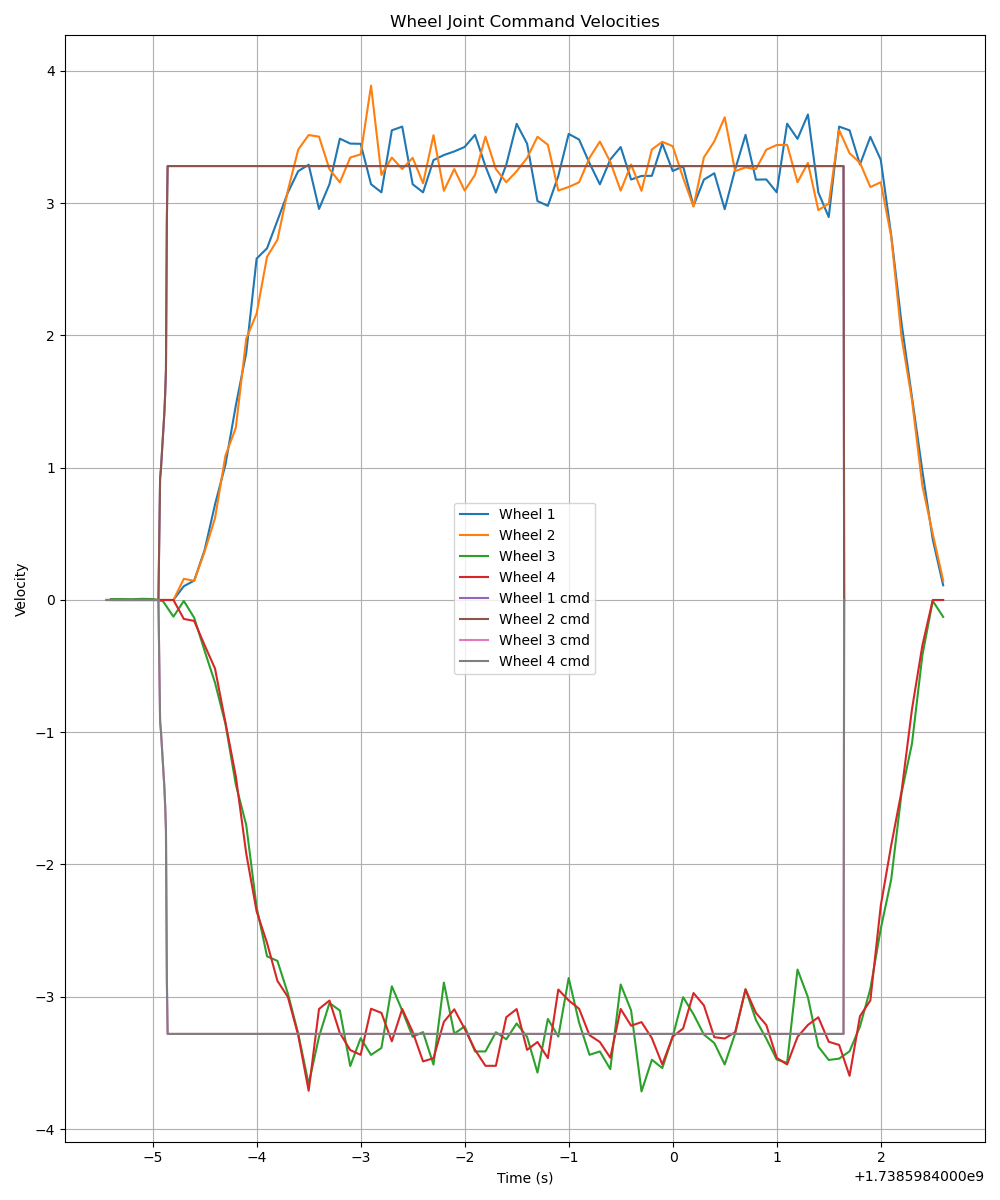 Wheel Joint Command Velocities
Velocity
4
3
2
1
0
−1
−2
−3
−4
Wheel 1
Wheel 2
Wheel 3
Wheel 4
Wheel 1 cmd
Wheel 2 cmd
Wheel 3 cmd
Wheel 4 cmd
−5 −4 −3 −2 −1 0 1 2
Time (s)
+1.7385984000e9